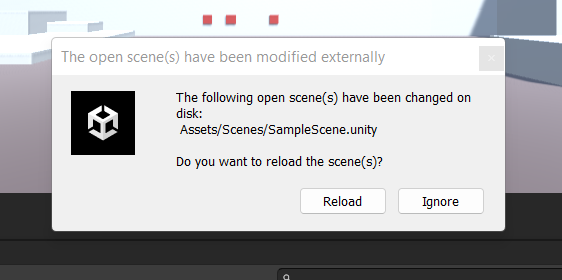 The open scene(s) have been modified externally
The following open scene(s) have been changed on
disk:
Assets/Scenes/SampleScene.unity
Do you want to reload the scene(s)?
Reload
Ignore